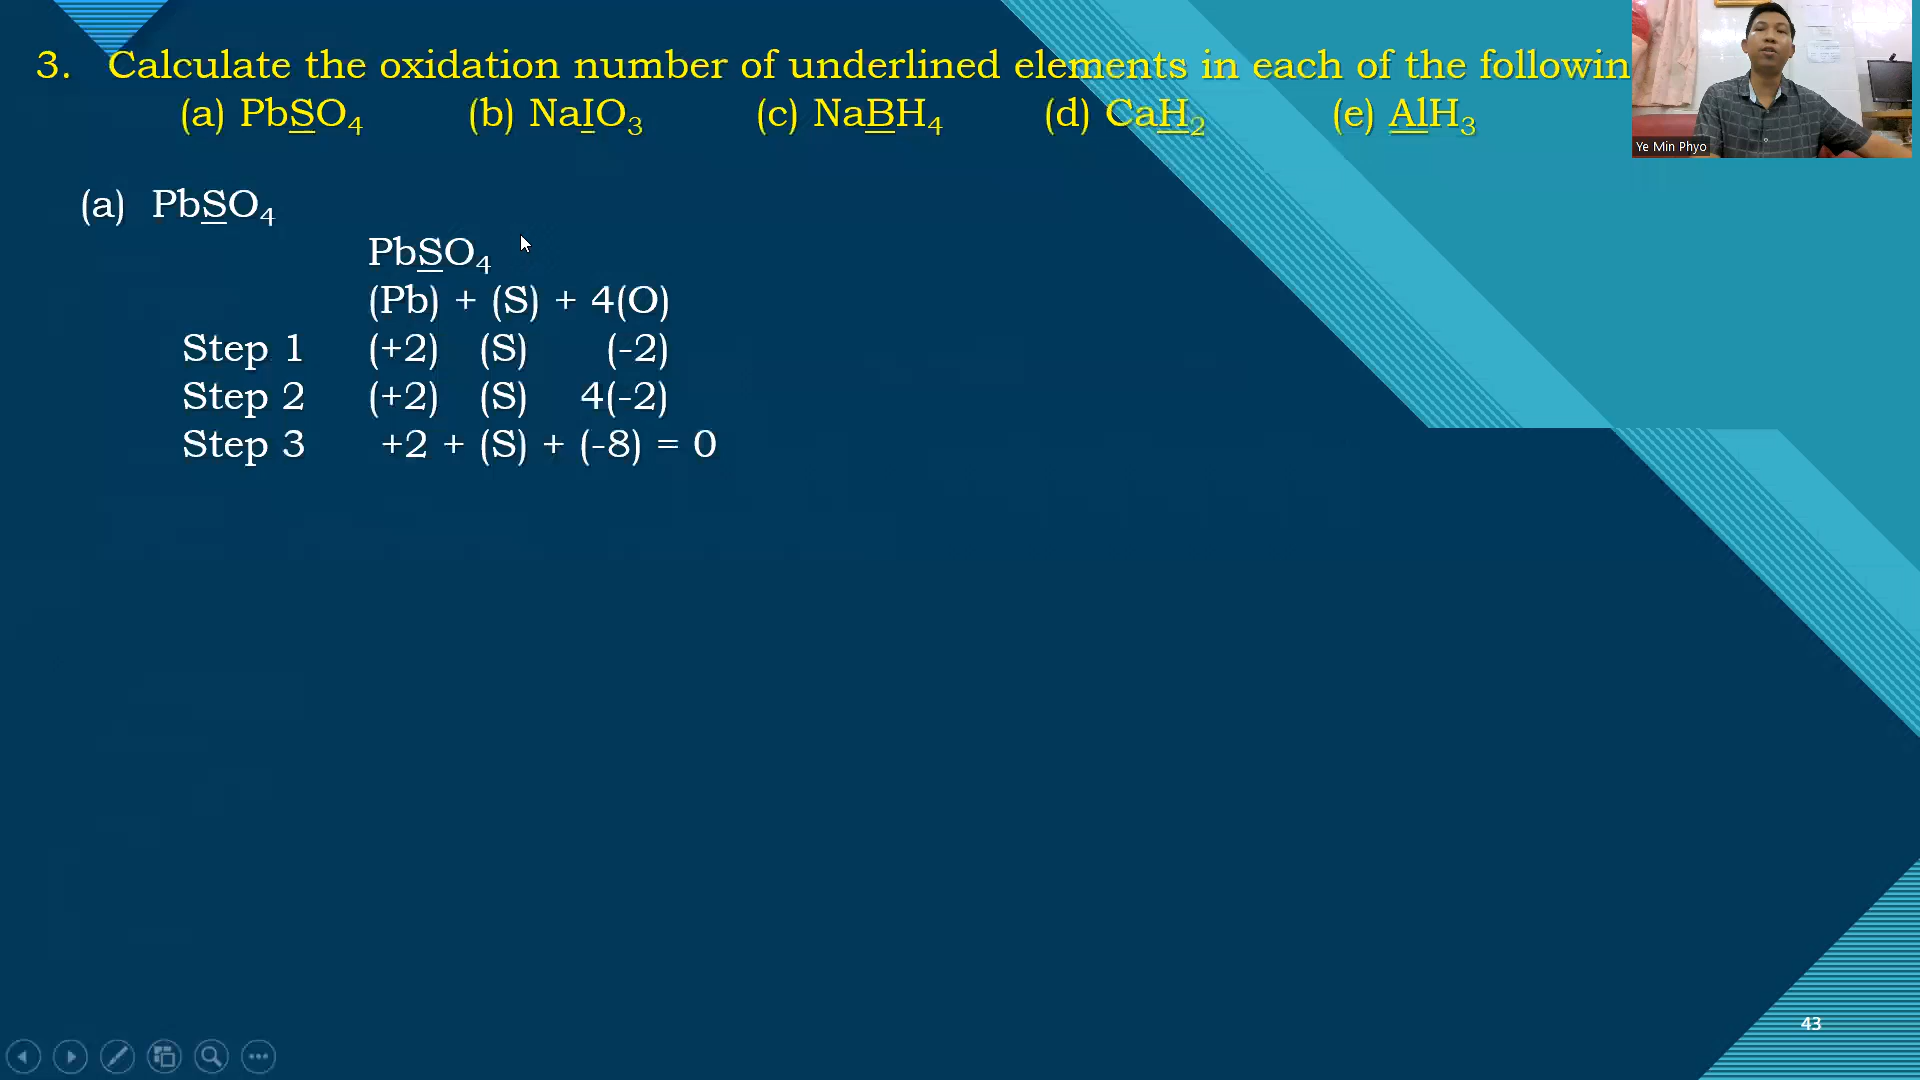 3. Calculate the oxidation number of underlined elements in each of the followin
(a) PbSO₄ (b) NaIO₃ (c) NaBH₄ (d) CaH₂ (e) AlH₃
Ye Min Phyo
(a) PbSO₄
PbSO₄
(Pb) + (S) + 4(O)
Step 1 (+2) (S) (-2)
Step 2 (+2) (S) 4(-2)
Step 3 +2 + (S) + (-8) = 0
43